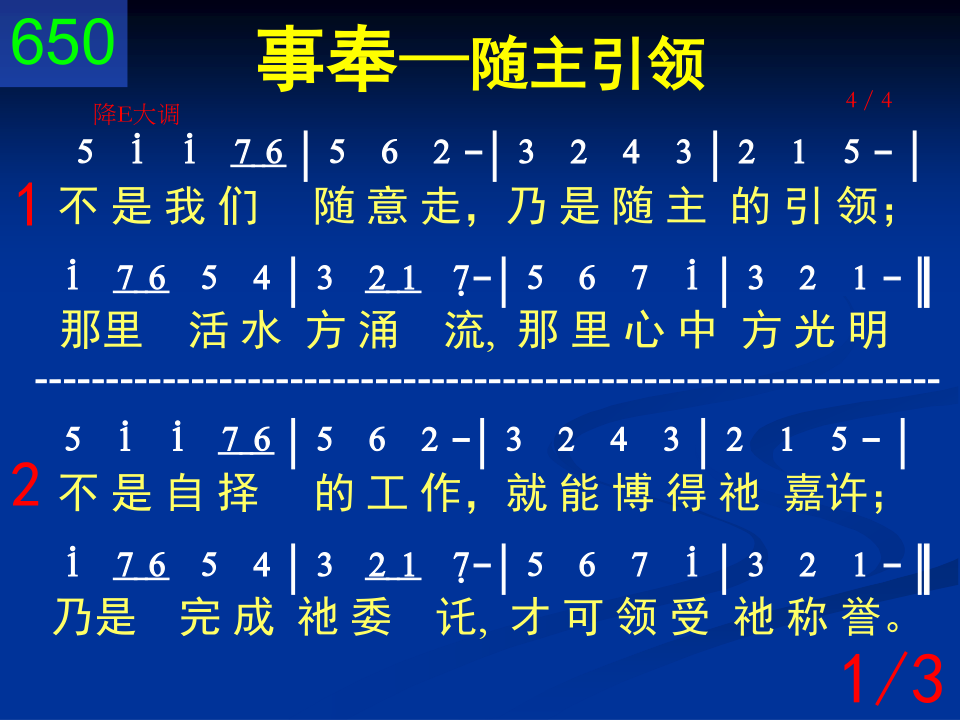 650
事奉—随主引领
降E大调
4/4
5 i i 7 6 | 5 6 2 - | 3 2 4 3 | 2 1 5 - |
1 不是我们 随意走，乃是随主的引领；
i 7 6 5 4 | 3 2 1 7̣ - | 5 6 7 i | 3 2 1 - ‖
那里 活水方涌 流, 那里心中方光明
----------------------------------------------------------------
5 i i 7 6 | 5 6 2 - | 3 2 4 3 | 2 1 5 - |
2 不是自择 的工作，就能博得祂嘉许；
i 7 6 5 4 | 3 2 1 7̣ - | 5 6 7 i | 3 2 1 - ‖
乃是 完成祂委 托, 才可领受祂称誉。
1/3